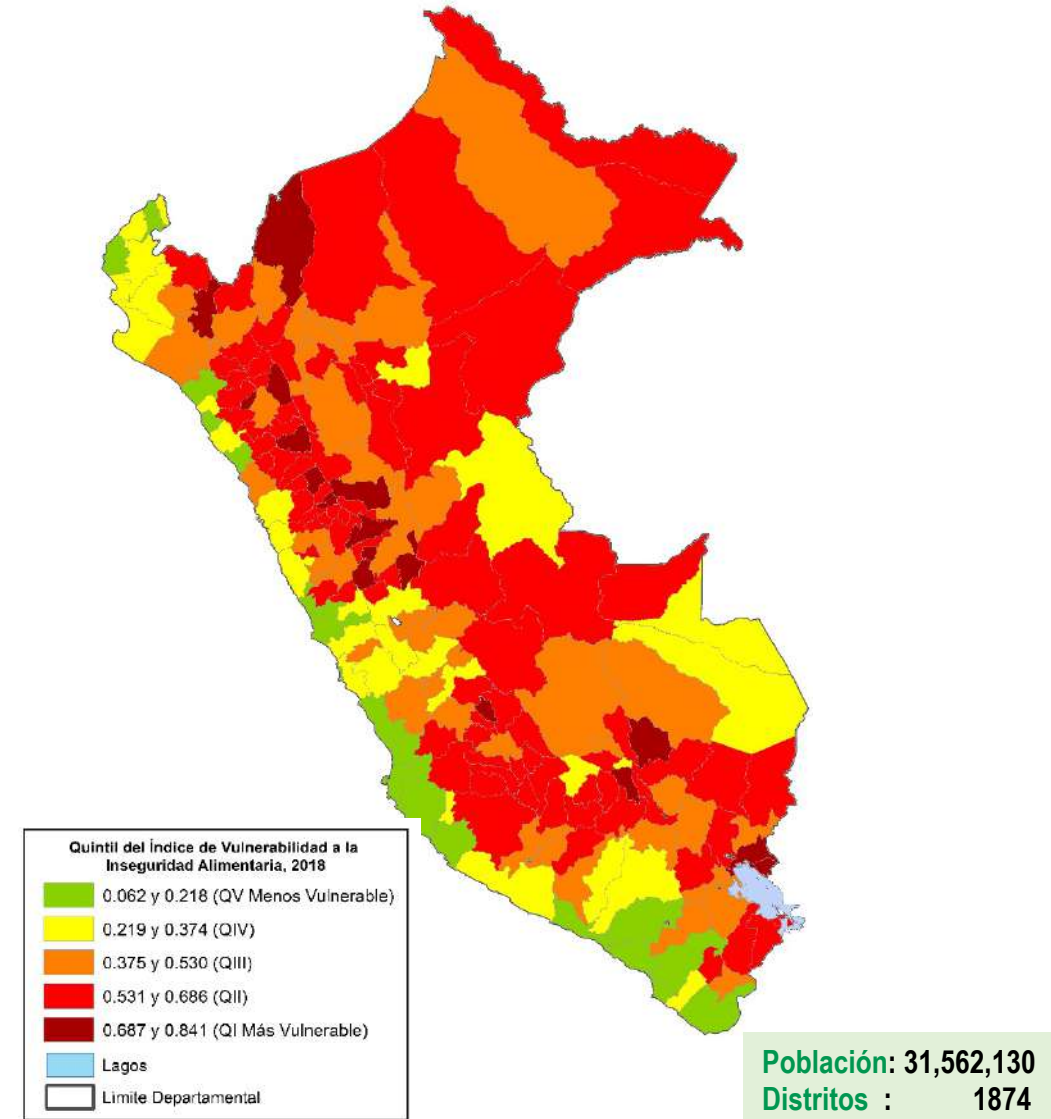 Quintil del Índice de Vulnerabilidad a la
Inseguridad Alimentaria, 2018
0.062 y 0.218 (QV Menos Vulnerable)
0.219 y 0.374 (QIV)
0.375 y 0.530 (QIII)
0.531 y 0.686 (QII)
0.687 y 0.841 (QI Más Vulnerable)
Lagos
Límite Departamental
Población: 31,562,130
Distritos : 1874